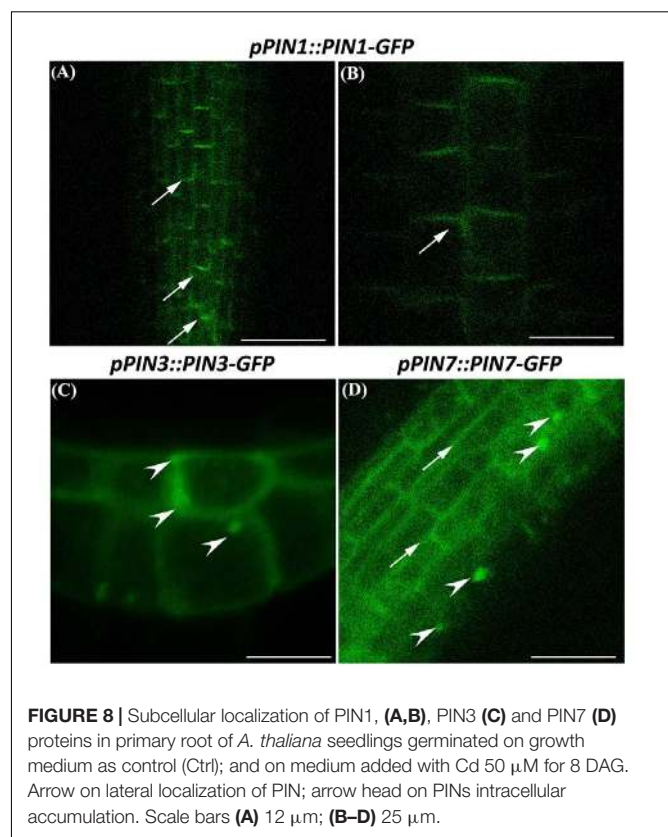 pPIN1::PIN1-GFP
(A)
(B)
pPIN3::PIN3-GFP
pPIN7::PIN7-GFP
(C)
(D)
FIGURE 8 | Subcellular localization of PIN1, (A,B), PIN3 (C) and PIN7 (D)
proteins in primary root of A. thaliana seedlings germinated on growth
medium as control (Ctrl); and on medium added with Cd 50 μM for 8 DAG.
Arrow on lateral localization of PIN; arrow head on PINs intracellular
accumulation. Scale bars (A) 12 μm; (B–D) 25 μm.